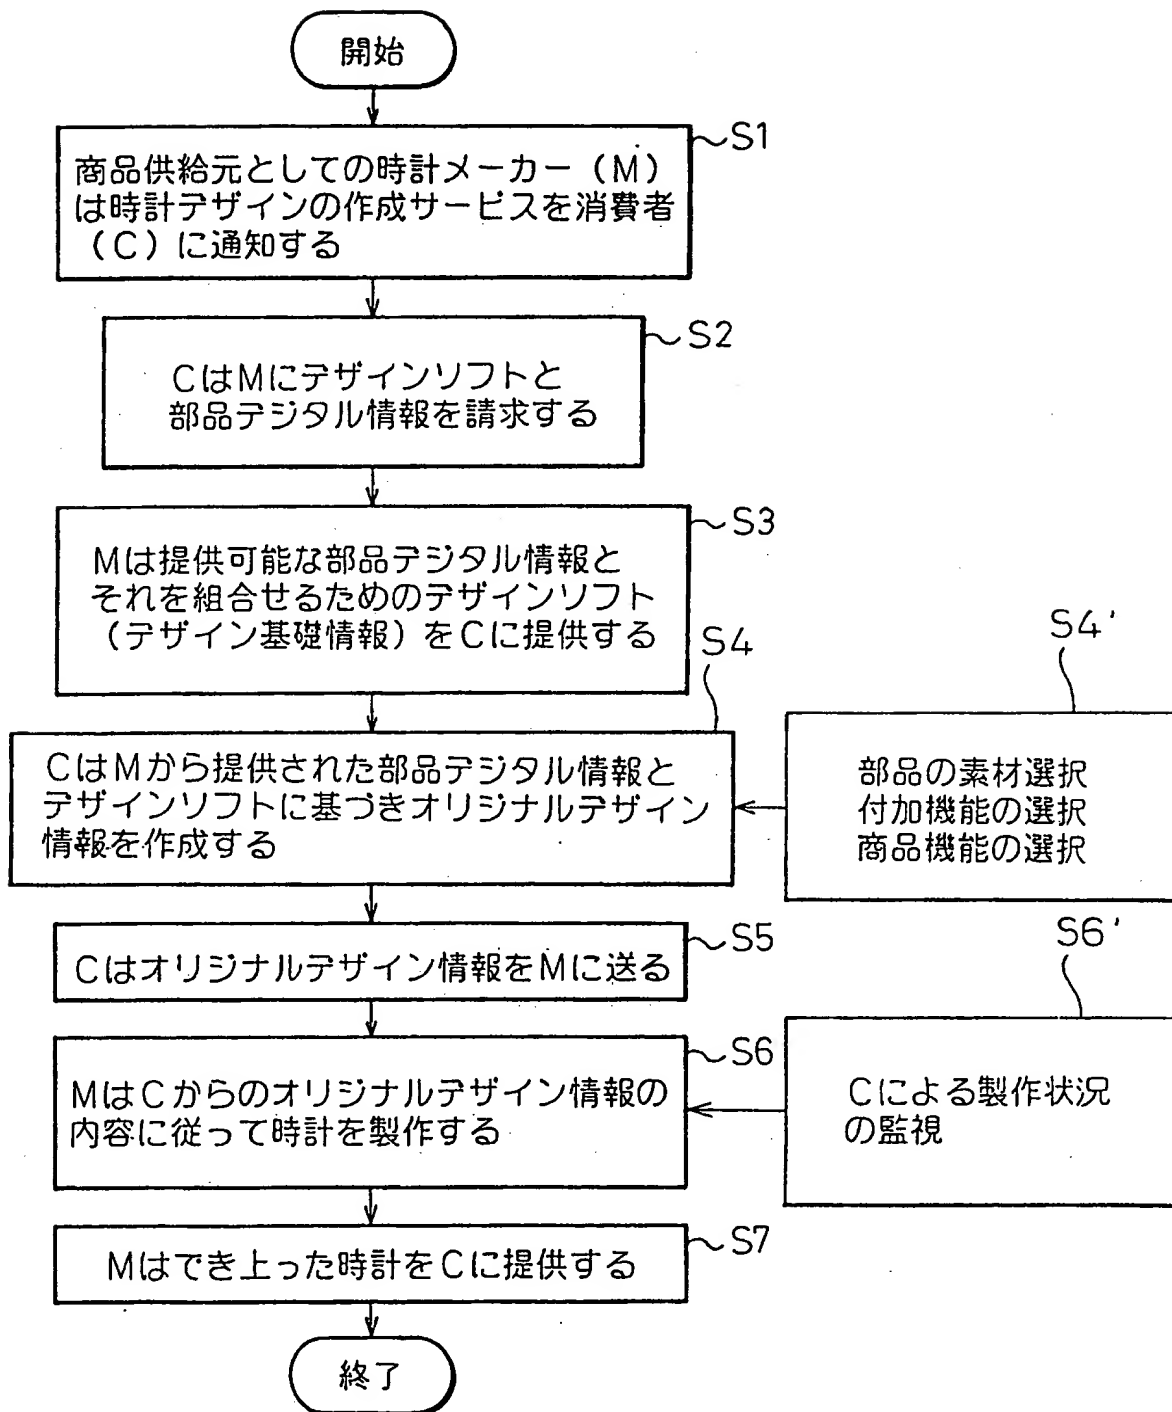 開始
S1
商品供給元としての時計メーカー(M)
は時計デザインの作成サービスを消費者
(C)に通知する
S2
CはMにデザインソフトと
部品デジタル情報を請求する
S3
Mは提供可能な部品デジタル情報と
それを組合せるためのデザインソフト
(デザイン基礎情報)をCに提供する
S4
CはMから提供された部品デジタル情報と
デザインソフトに基づきオリジナルデザイン
情報を作成する
S4'
部品の素材選択
付加機能の選択
商品機能の選択
S5
Cはオリジナルデザイン情報をMに送る
S6
MはCからのオリジナルデザイン情報の
内容に従って時計を製作する
S6'
Cによる製作状況
の監視
S7
Mはでき上った時計をCに提供する
終了